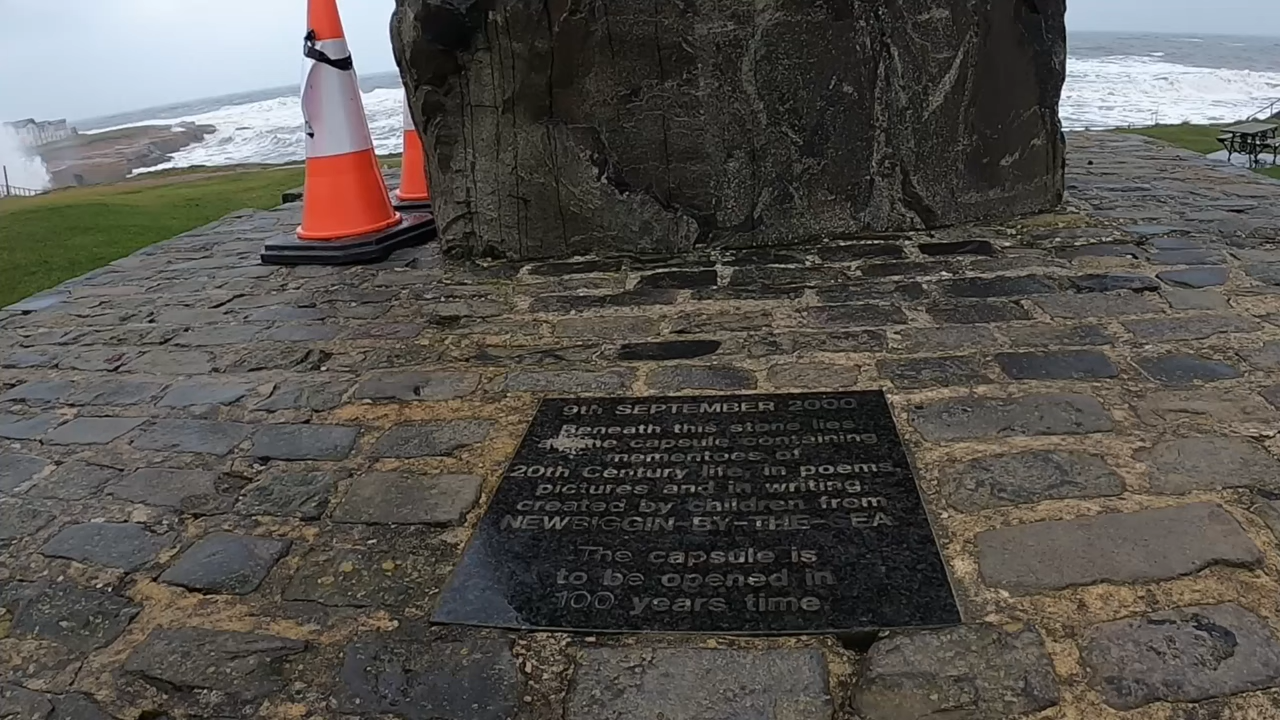 9th SEPTEMBER 2000
Beneath this stone lies
a time capsule containing
mementoes of
20th Century life, in poems,
pictures and in writing,
created by children from
NEWBIGGIN-BY-THE-SEA
The capsule is
to be opened in
100 years time.